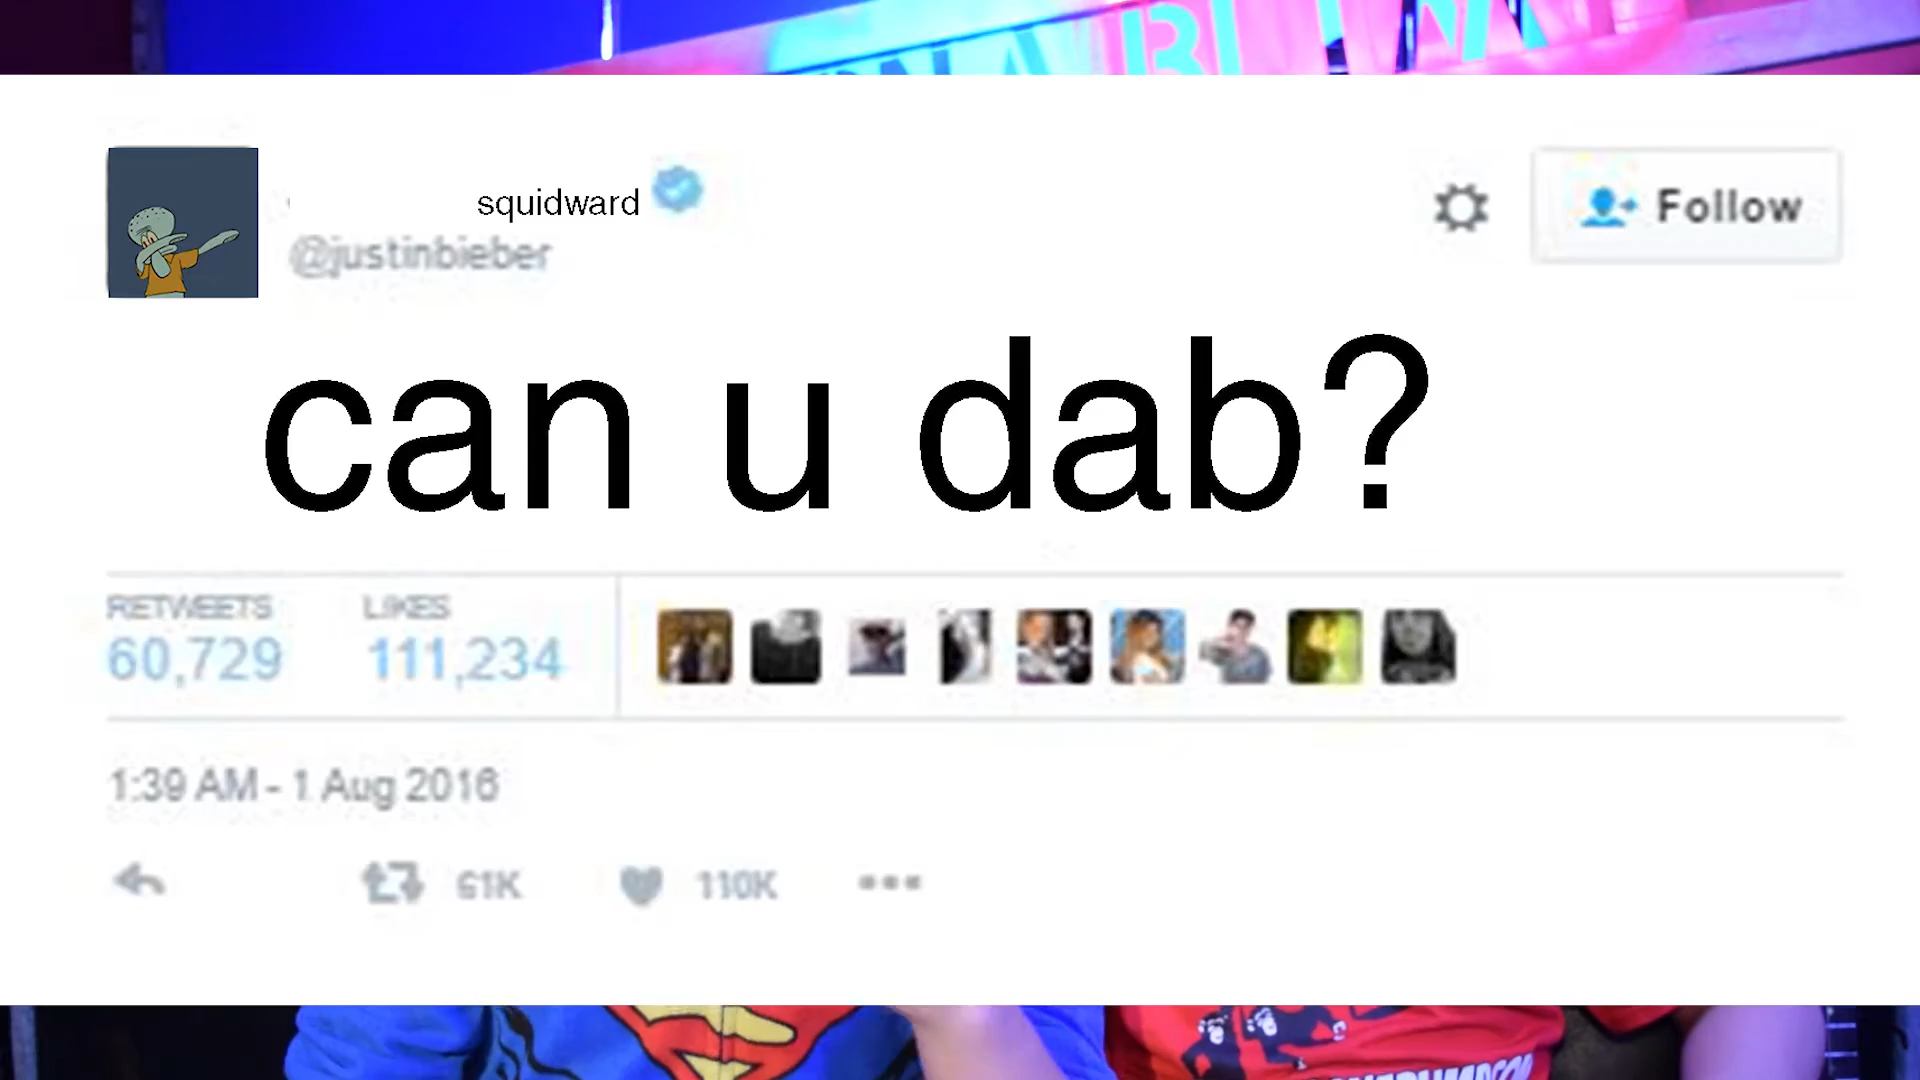 squidward
@justinbieber
Follow
can u dab?
RETWEETS
60,729
LIKES
111,234
1:39 AM - 1 Aug 2016
61K
110K